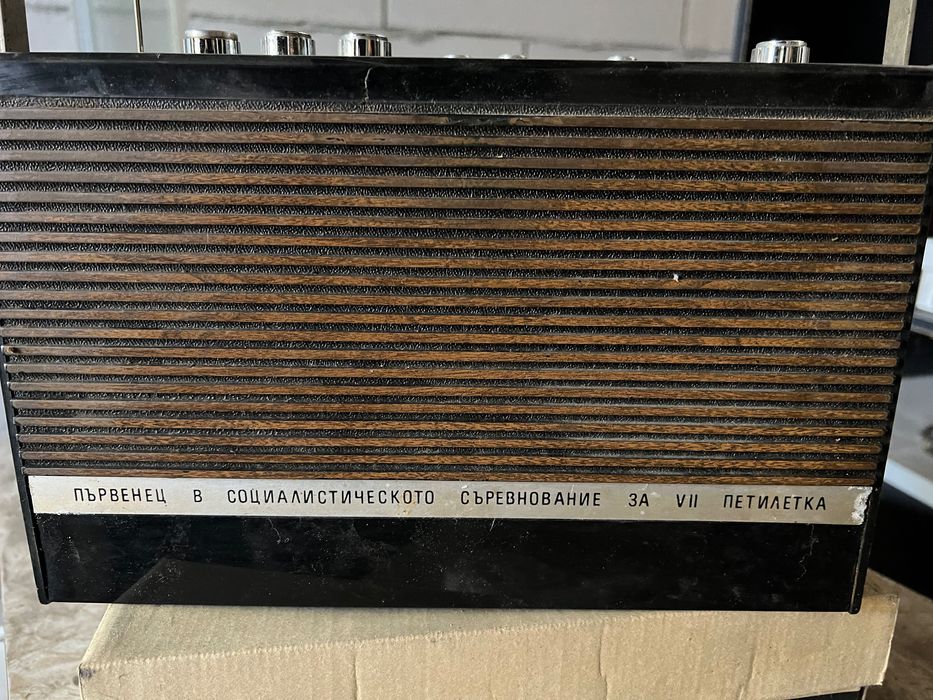 ПЪРВЕНЕЦ В СОЦИАЛИСТИЧЕСКОТО СЪРЕВНОВАНИЕ ЗА VII ПЕТИЛЕТКА